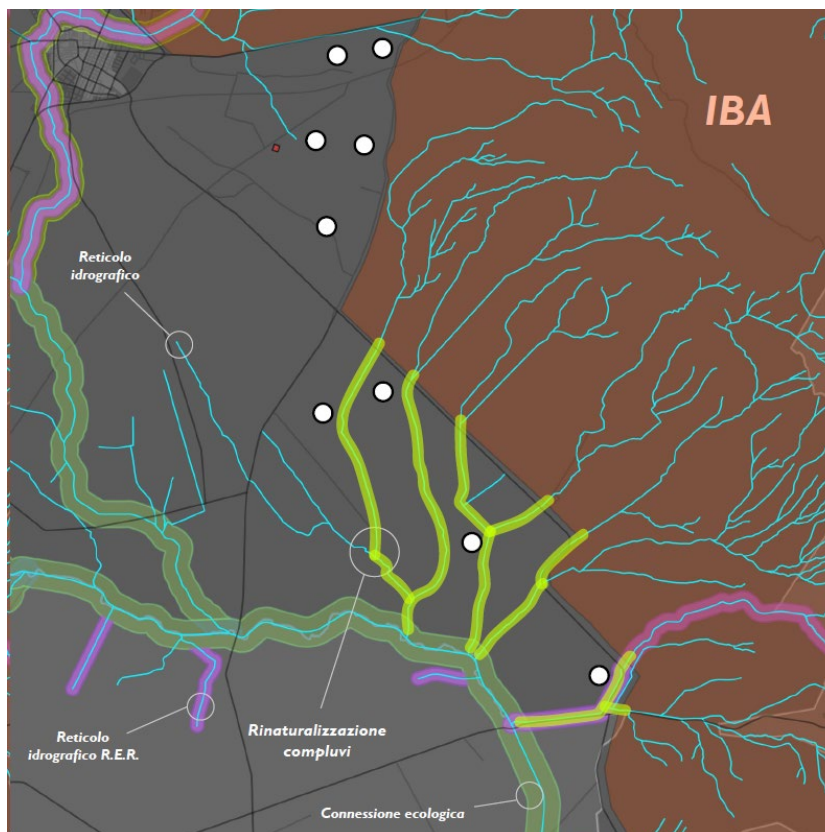 IBA
Reticolo
idrografico
Reticolo
idrografico R.E.R.
Rinaturalizzazione
compluvi
Connessione ecologica